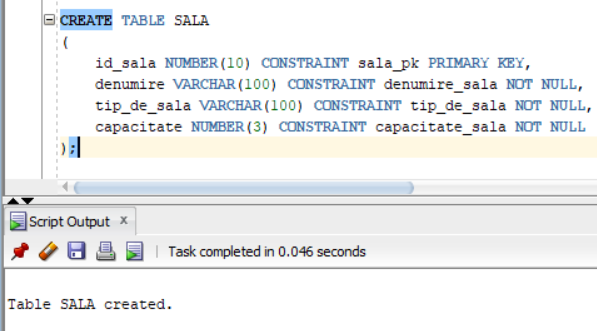 CREATE TABLE SALA
(
id_sala NUMBER(10) CONSTRAINT sala_pk PRIMARY KEY,
denumire VARCHAR(100) CONSTRAINT denumire_sala NOT NULL,
tip_de_sala VARCHAR(100) CONSTRAINT tip_de_sala NOT NULL,
capacitate NUMBER(3) CONSTRAINT capacitate_sala NOT NULL
);
Script Output x
Task completed in 0.046 seconds
Table SALA created.